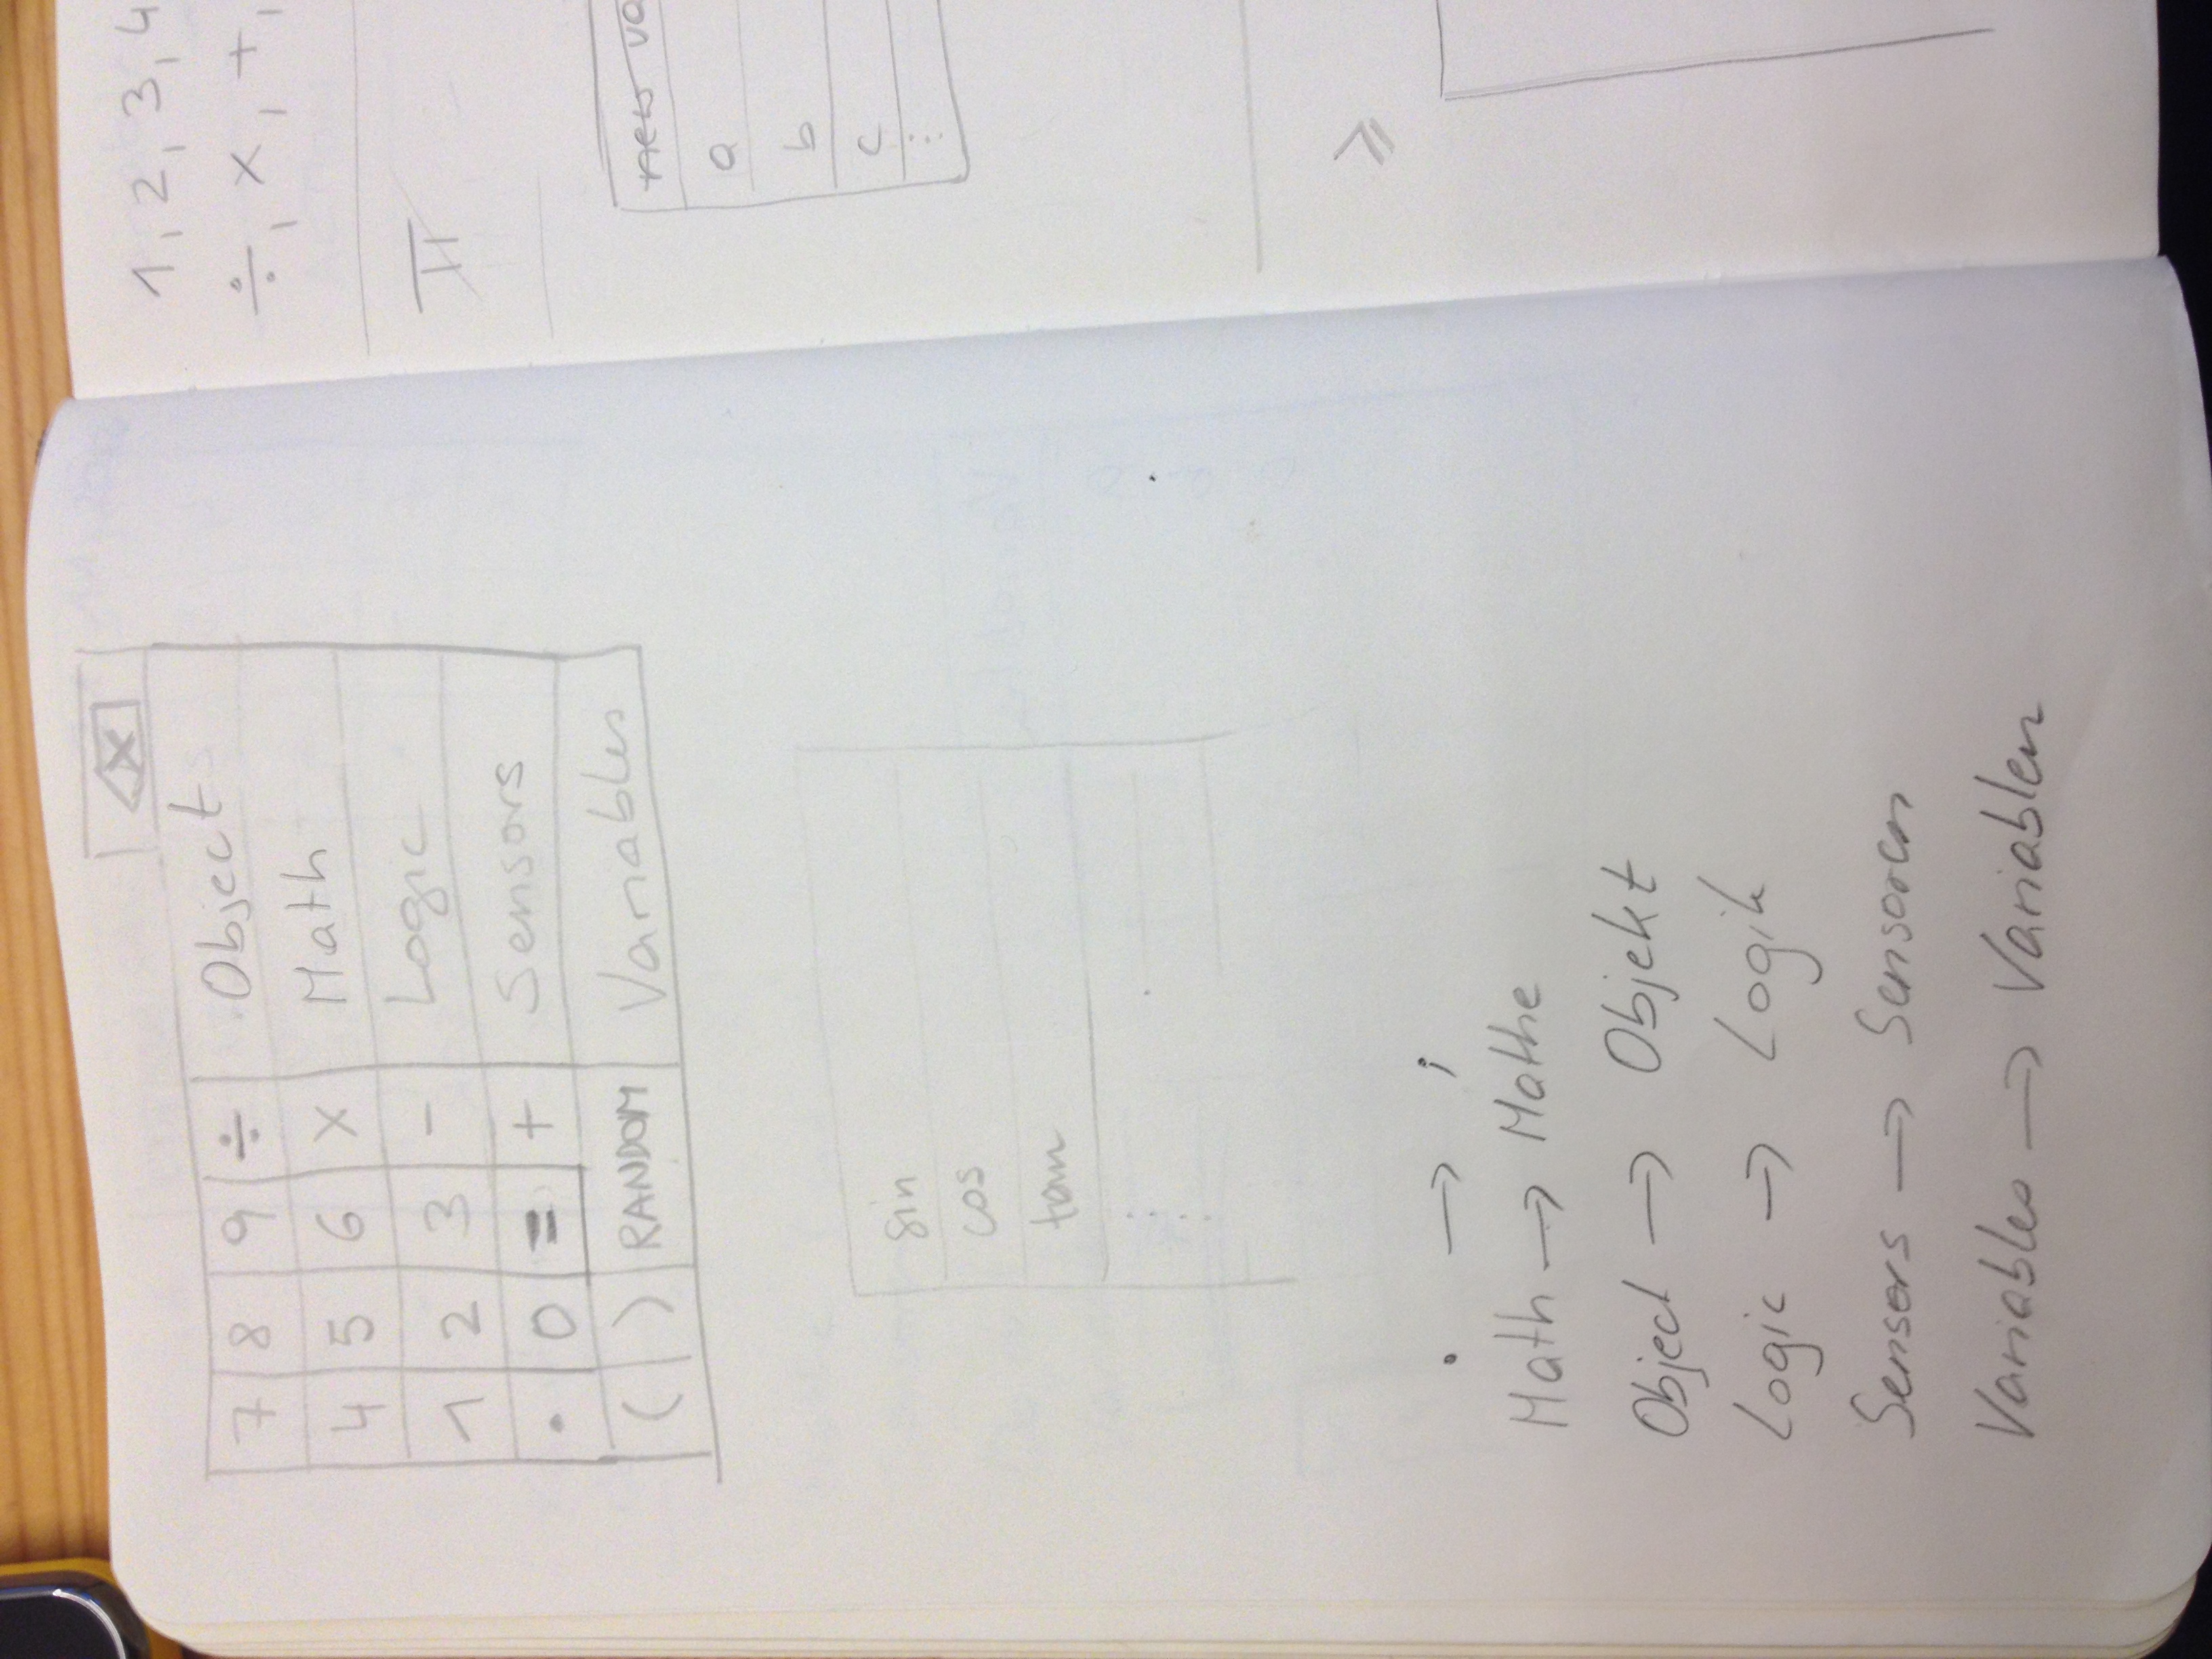 7 8 9 ÷ Object
4 5 6 × Math
1 2 3 - Logic
. 0 = + Sensors
( ) RANDOM Variables
sin
cos
tan
⋮
. → ;
Math → Mathe
Object → Objekt
Logic → Logik
Sensors → Sensoren
Variables → Variablen
1, 2, 3, 4
÷, ×, +,
π
new va
a
b
c
⋮
≥